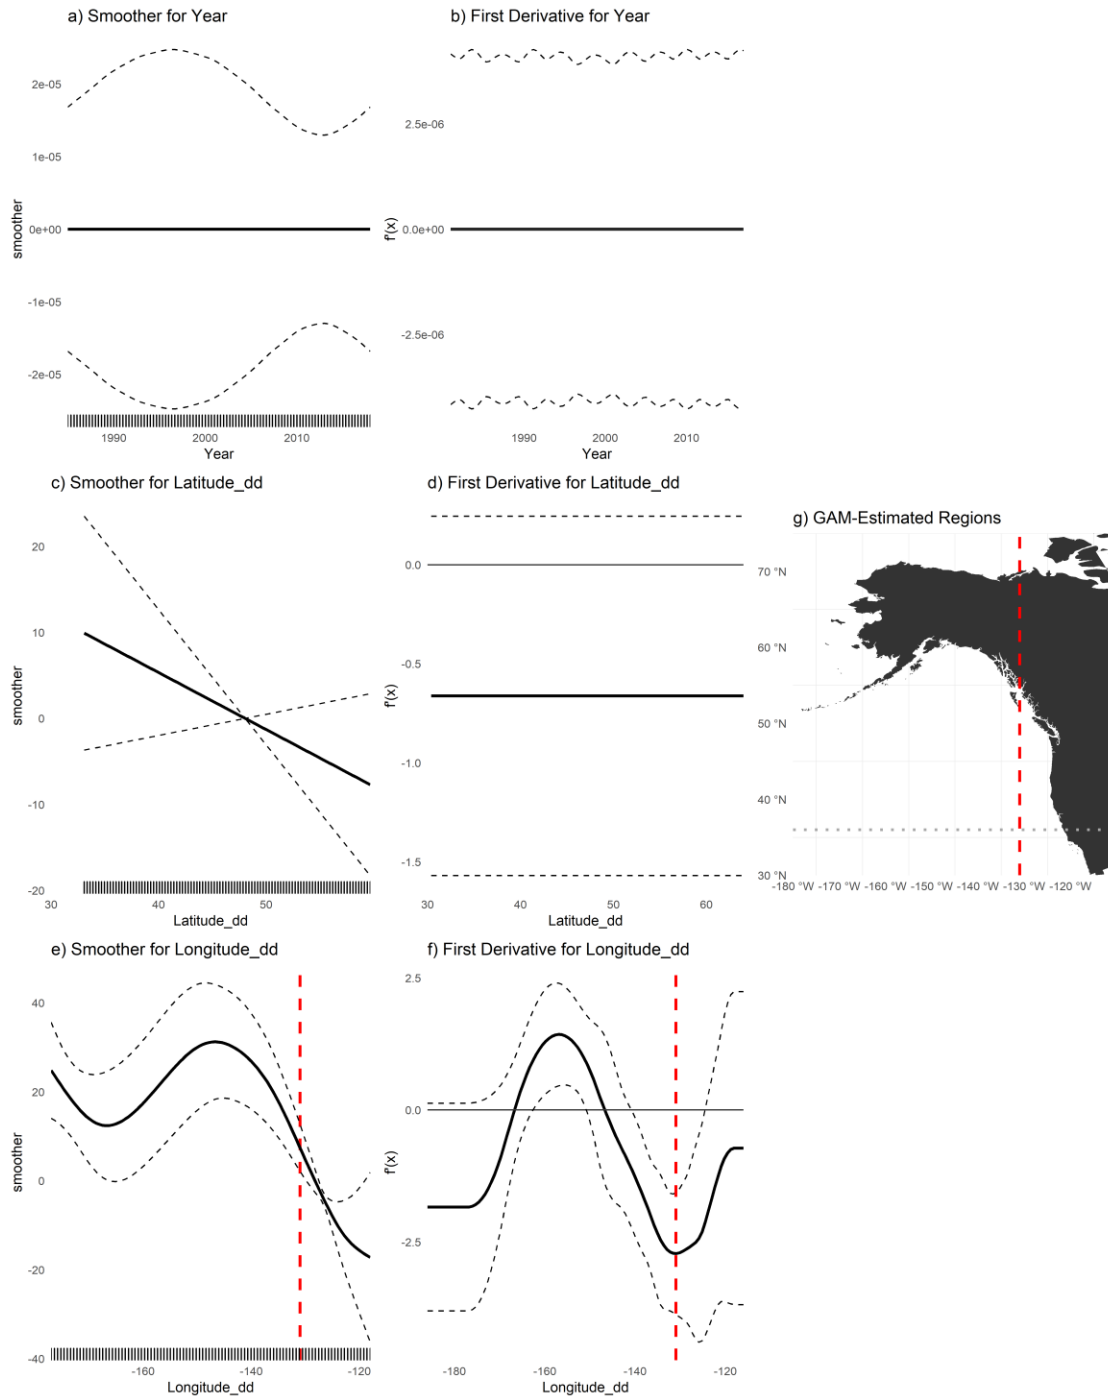 a) Smoother for Year
b) First Derivative for Year
2e-05
1e-05
0e+00
-1e-05
-2e-05
smoother
1990
2000
2010
Year
2.5e-06
0.0e+00
-2.5e-06
f'(x)
1990
2000
2010
Year
c) Smoother for Latitude_dd
d) First Derivative for Latitude_dd
20
10
0
-10
-20
smoother
30
40
50
Latitude_dd
0.0
-0.5
-1.0
-1.5
f'(x)
30
40
50
60
Latitude_dd
g) GAM-Estimated Regions
70 °N
60 °N
50 °N
40 °N
30 °N
-180 °W -170 °W -160 °W -150 °W -140 °W -130 °W -120 °W
e) Smoother for Longitude_dd
f) First Derivative for Longitude_dd
40
20
0
-20
-40
smoother
-160
-140
-120
Longitude_dd
2.5
0.0
-2.5
f'(x)
-180
-160
-140
-120
Longitude_dd